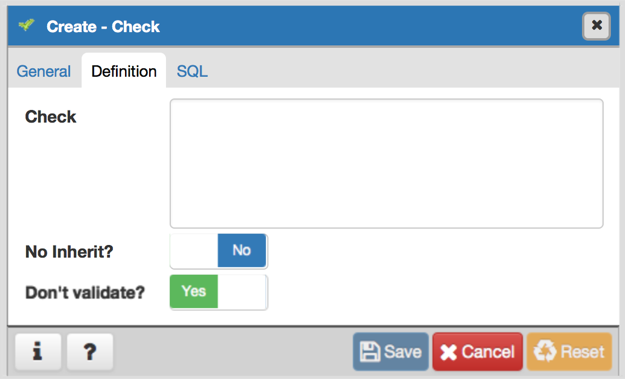 Create - Check
General Definition SQL
Check
No Inherit? No
Don't validate? Yes
i ? Save Cancel Reset